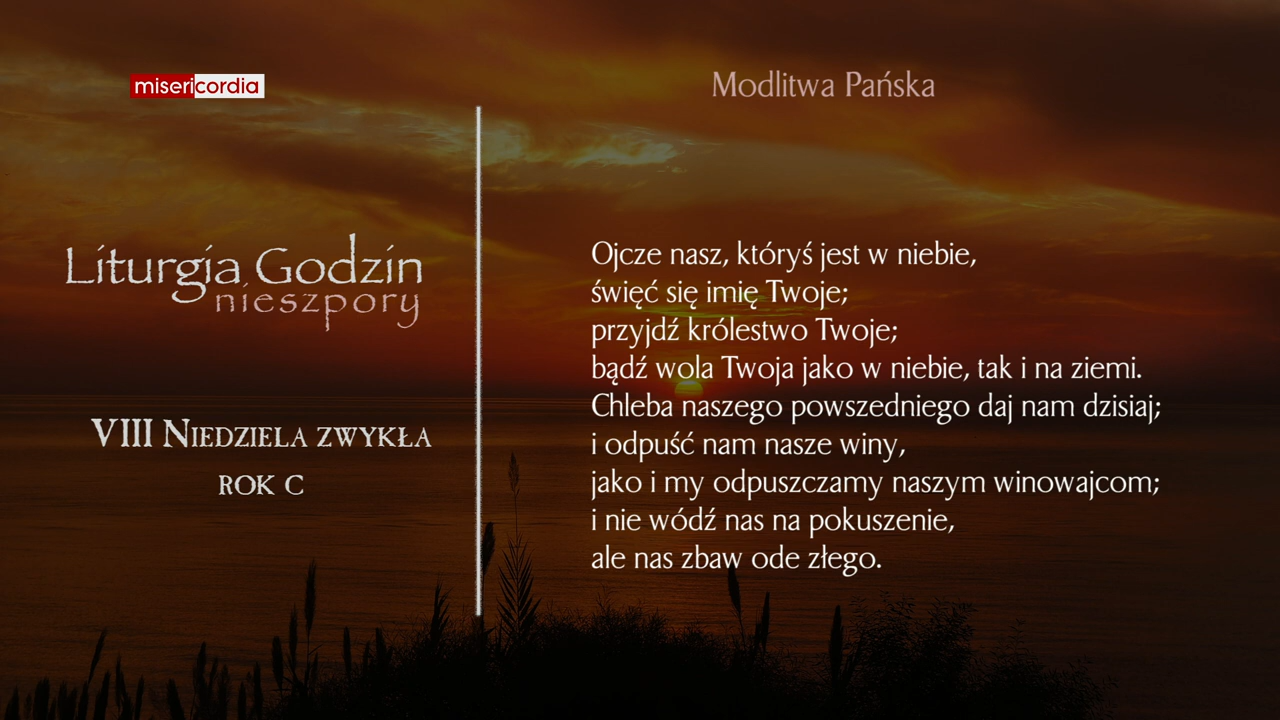 misericordia
Liturgia Godzin
nieszpory
VIII Niedziela zwykła
rok C
Modlitwa Pańska
Ojcze nasz, któryś jest w niebie,
święć się imię Twoje;
przyjdź królestwo Twoje;
bądź wola Twoja jako w niebie, tak i na ziemi.
Chleba naszego powszedniego daj nam dzisiaj;
i odpuść nam nasze winy,
jako i my odpuszczamy naszym winowajcom;
i nie wódź nas na pokuszenie,
ale nas zbaw ode złego.